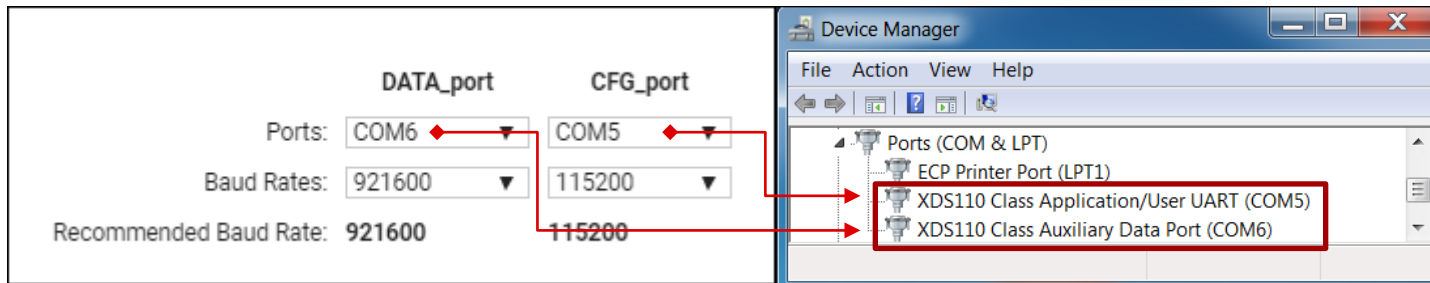 DATA_port CFG_port
Ports: COM6 COM5
Baud Rates: 921600 115200
Recommended Baud Rate: 921600 115200
Device Manager
File Action View Help
Ports (COM & LPT)
ECP Printer Port (LPT1)
XDS110 Class Application/User UART (COM5)
XDS110 Class Auxiliary Data Port (COM6)